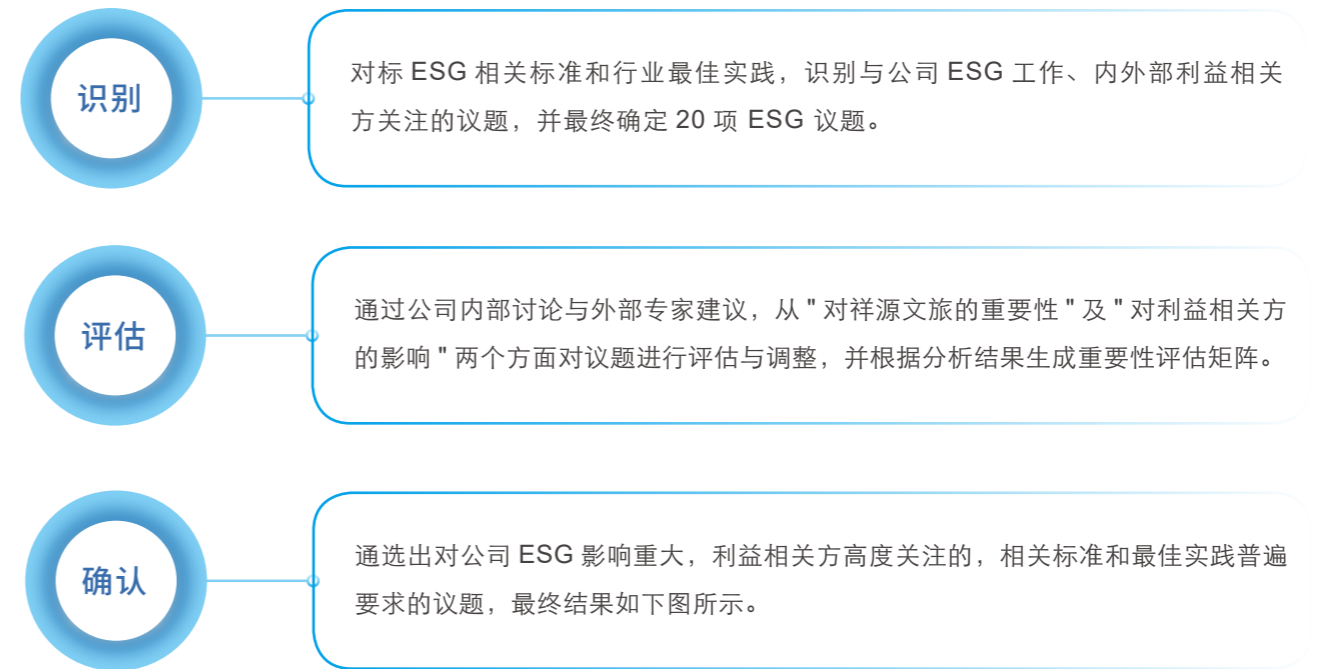 识别
对标 ESG 相关标准和行业最佳实践，识别与公司 ESG 工作、内外部利益相关
方关注的议题，并最终确定 20 项 ESG 议题。
评估
通过公司内部讨论与外部专家建议，从 " 对祥源文旅的重要性 " 及 " 对利益相关方
的影响 " 两个方面对议题进行评估与调整，并根据分析结果生成重要性评估矩阵。
确认
通选出对公司 ESG 影响重大，利益相关方高度关注的，相关标准和最佳实践普遍
要求的议题，最终结果如下图所示。